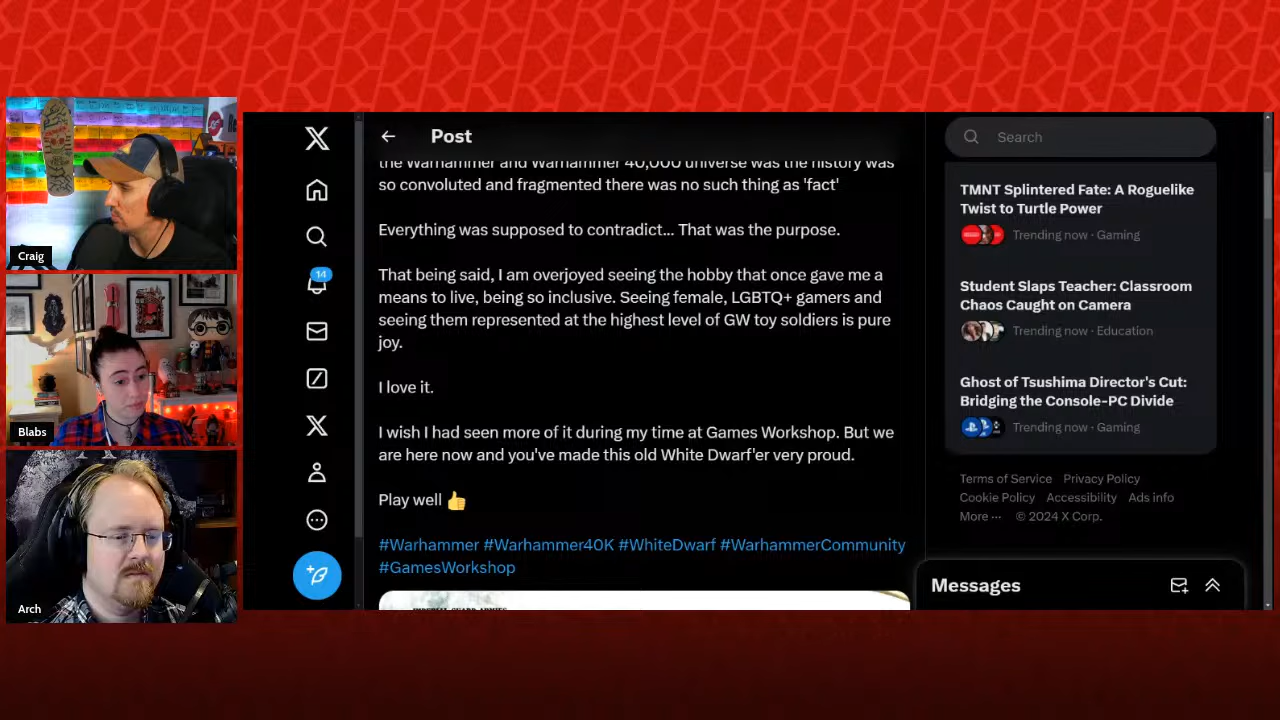 Craig
Blabs
Arch
14
Post
the Warhammer and Warhammer 40,000 universe was the history was
so convoluted and fragmented there was no such thing as 'fact'
Everything was supposed to contradict... That was the purpose.
That being said, I am overjoyed seeing the hobby that once gave me a
means to live, being so inclusive. Seeing female, LGBTQ+ gamers and
seeing them represented at the highest level of GW toy soldiers is pure
joy.
I love it.
I wish I had seen more of it during my time at Games Workshop. But we
are here now and you've made this old White Dwarf'er very proud.
Play well 👍
#Warhammer #Warhammer40K #WhiteDwarf #WarhammerCommunity
#GamesWorkshop
IMPERIAL GUARD ARMIES
Search
TMNT Splintered Fate: A Roguelike
Twist to Turtle Power
Trending now · Gaming
Student Slaps Teacher: Classroom
Chaos Caught on Camera
Trending now · Education
Ghost of Tsushima Director's Cut:
Bridging the Console-PC Divide
Trending now · Gaming
Terms of Service Privacy Policy
Cookie Policy Accessibility Ads info
More ··· © 2024 X Corp.
Messages